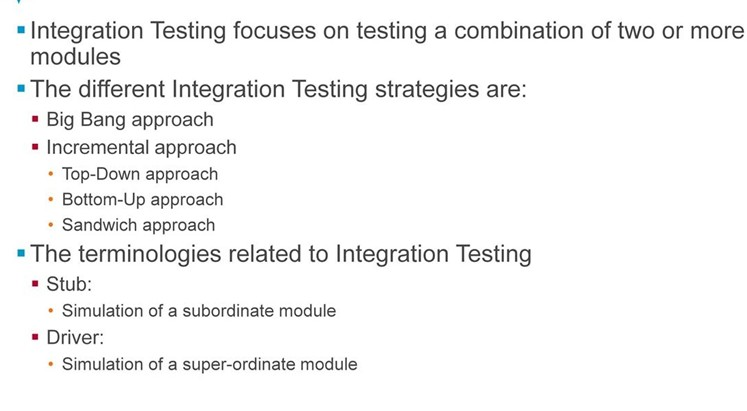 Integration Testing focuses on testing a combination of two or more
modules
The different Integration Testing strategies are:
Big Bang approach
Incremental approach
Top-Down approach
Bottom-Up approach
Sandwich approach
The terminologies related to Integration Testing
Stub:
Simulation of a subordinate module
Driver:
Simulation of a super-ordinate module